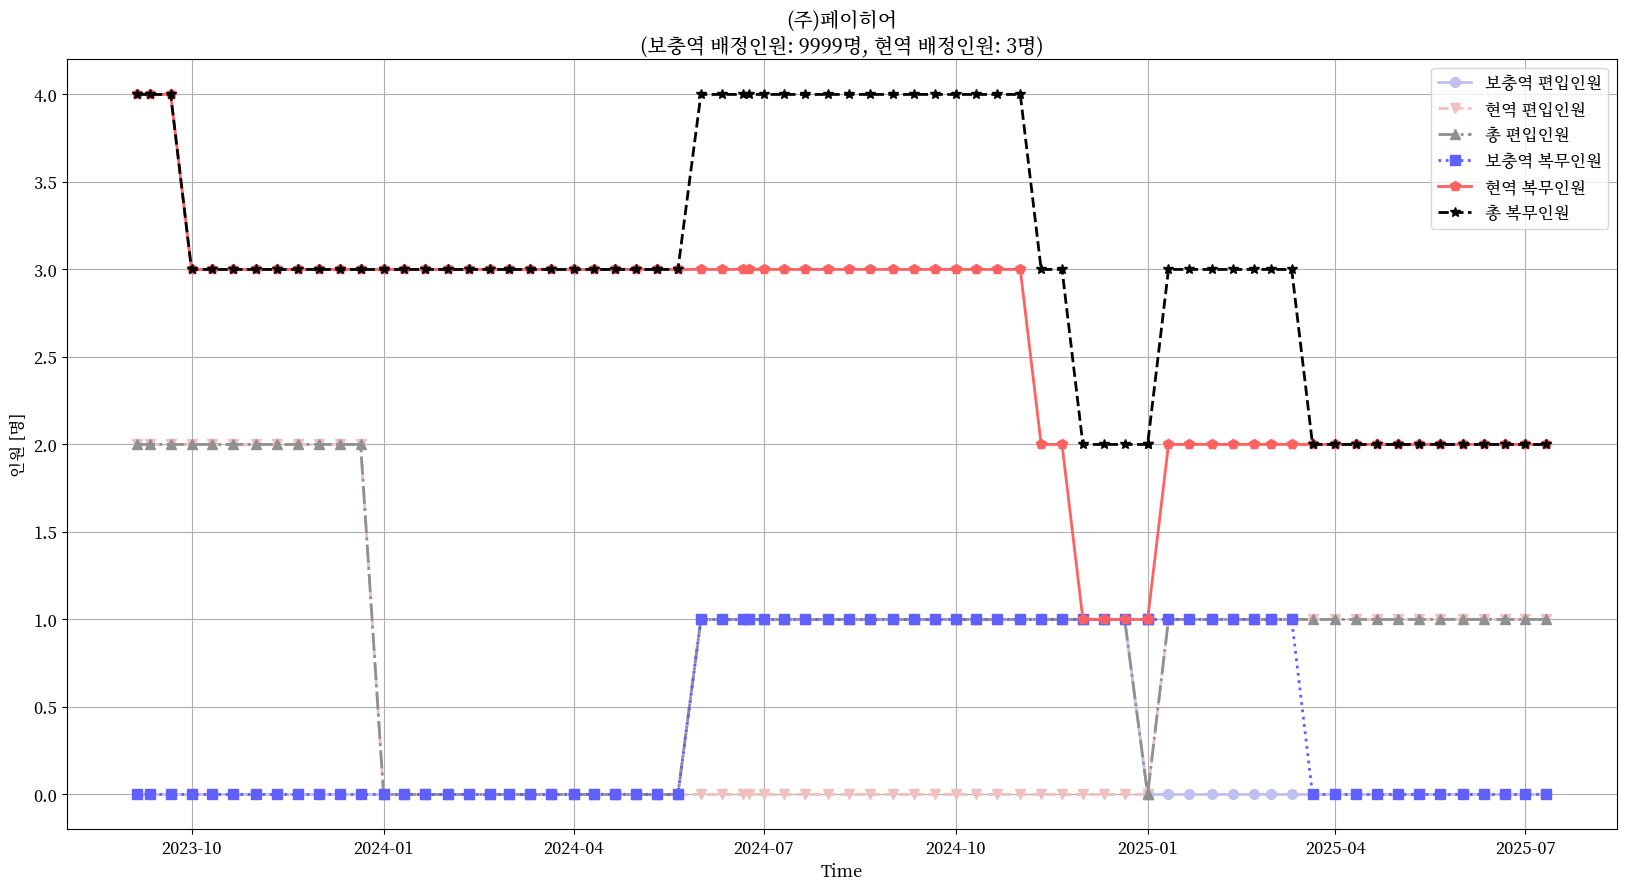 (주)페이히어
(보충역 배정인원: 9999명, 현역 배정인원: 3명)
4.0
3.5
3.0
2.5
2.0
1.5
1.0
0.5
0.0
인원 [명]
보충역 편입인원
현역 편입인원
총 편입인원
보충역 복무인원
현역 복무인원
총 복무인원
2023-10
2024-01
2024-04
2024-07
2024-10
2025-01
2025-04
2025-07
Time